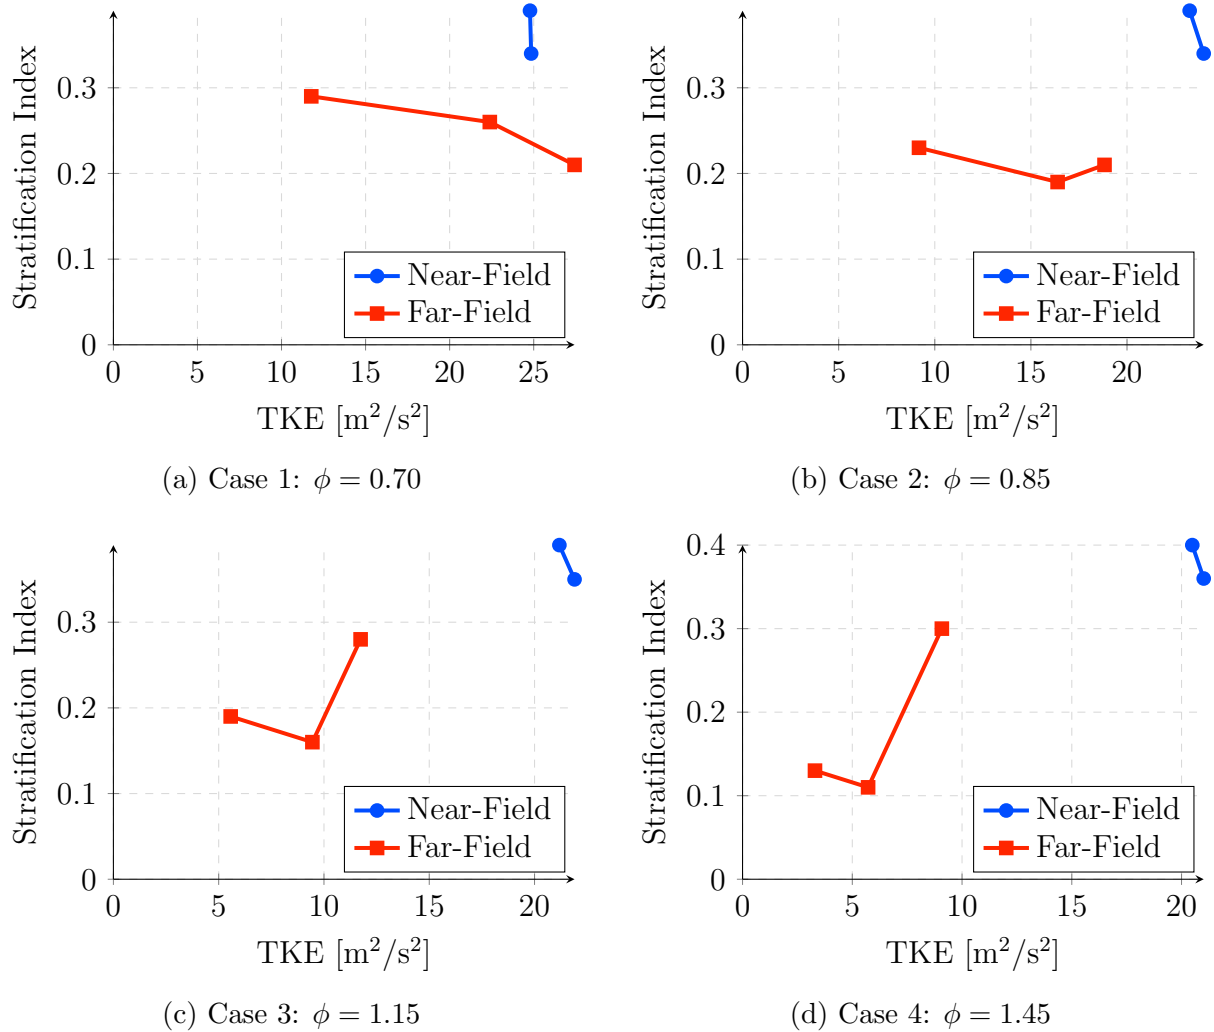 Stratification Index
0.3
0.2
0.1
0
0 5 10 15 20 25
TKE [m²/s²]
Near-Field
Far-Field
(a) Case 1: ϕ = 0.70
Stratification Index
0.3
0.2
0.1
0
0 5 10 15 20
TKE [m²/s²]
Near-Field
Far-Field
(b) Case 2: ϕ = 0.85
Stratification Index
0.3
0.2
0.1
0
0 5 10 15 20
TKE [m²/s²]
Near-Field
Far-Field
(c) Case 3: ϕ = 1.15
Stratification Index
0.4
0.3
0.2
0.1
0
0 5 10 15 20
TKE [m²/s²]
Near-Field
Far-Field
(d) Case 4: ϕ = 1.45